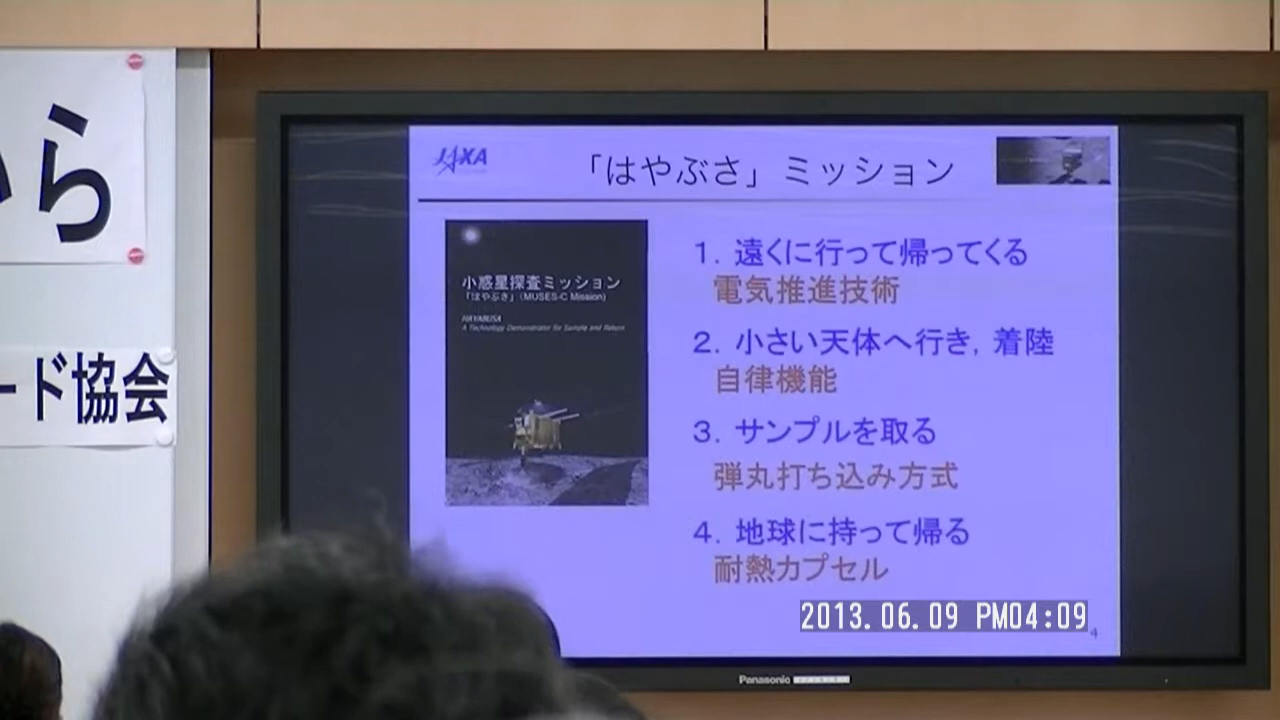 から
ード協会
JAXA
「はやぶさ」ミッション
小惑星探査ミッション
「はやぶさ」(MUSES-C Mission)
HAYABUSA
A Technology Demonstrator for Sample and Return
1. 遠くに行って帰ってくる
電気推進技術
2. 小さい天体へ行き, 着陸
自律機能
3. サンプルを取る
弾丸打ち込み方式
4. 地球に持って帰る
耐熱カプセル
2013.06.09 PM04:09
4
Panasonic